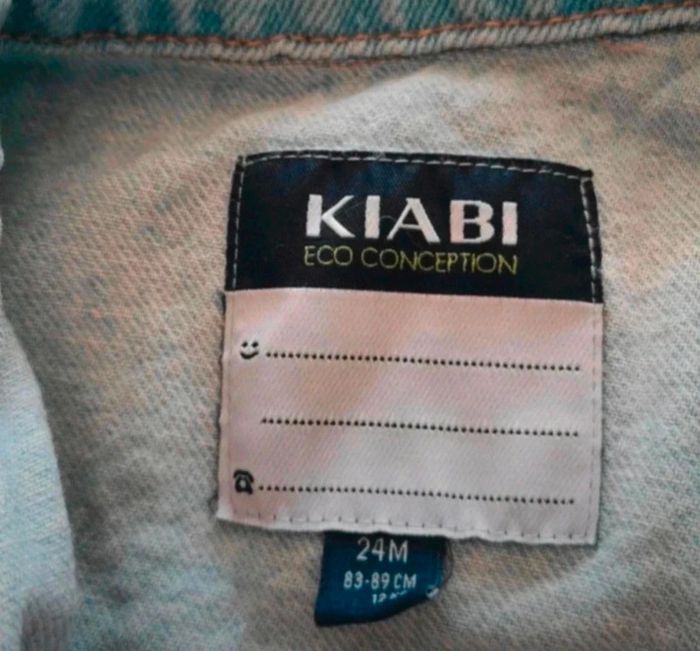 KIABI
ECO CONCEPTION
24M
83-89 CM